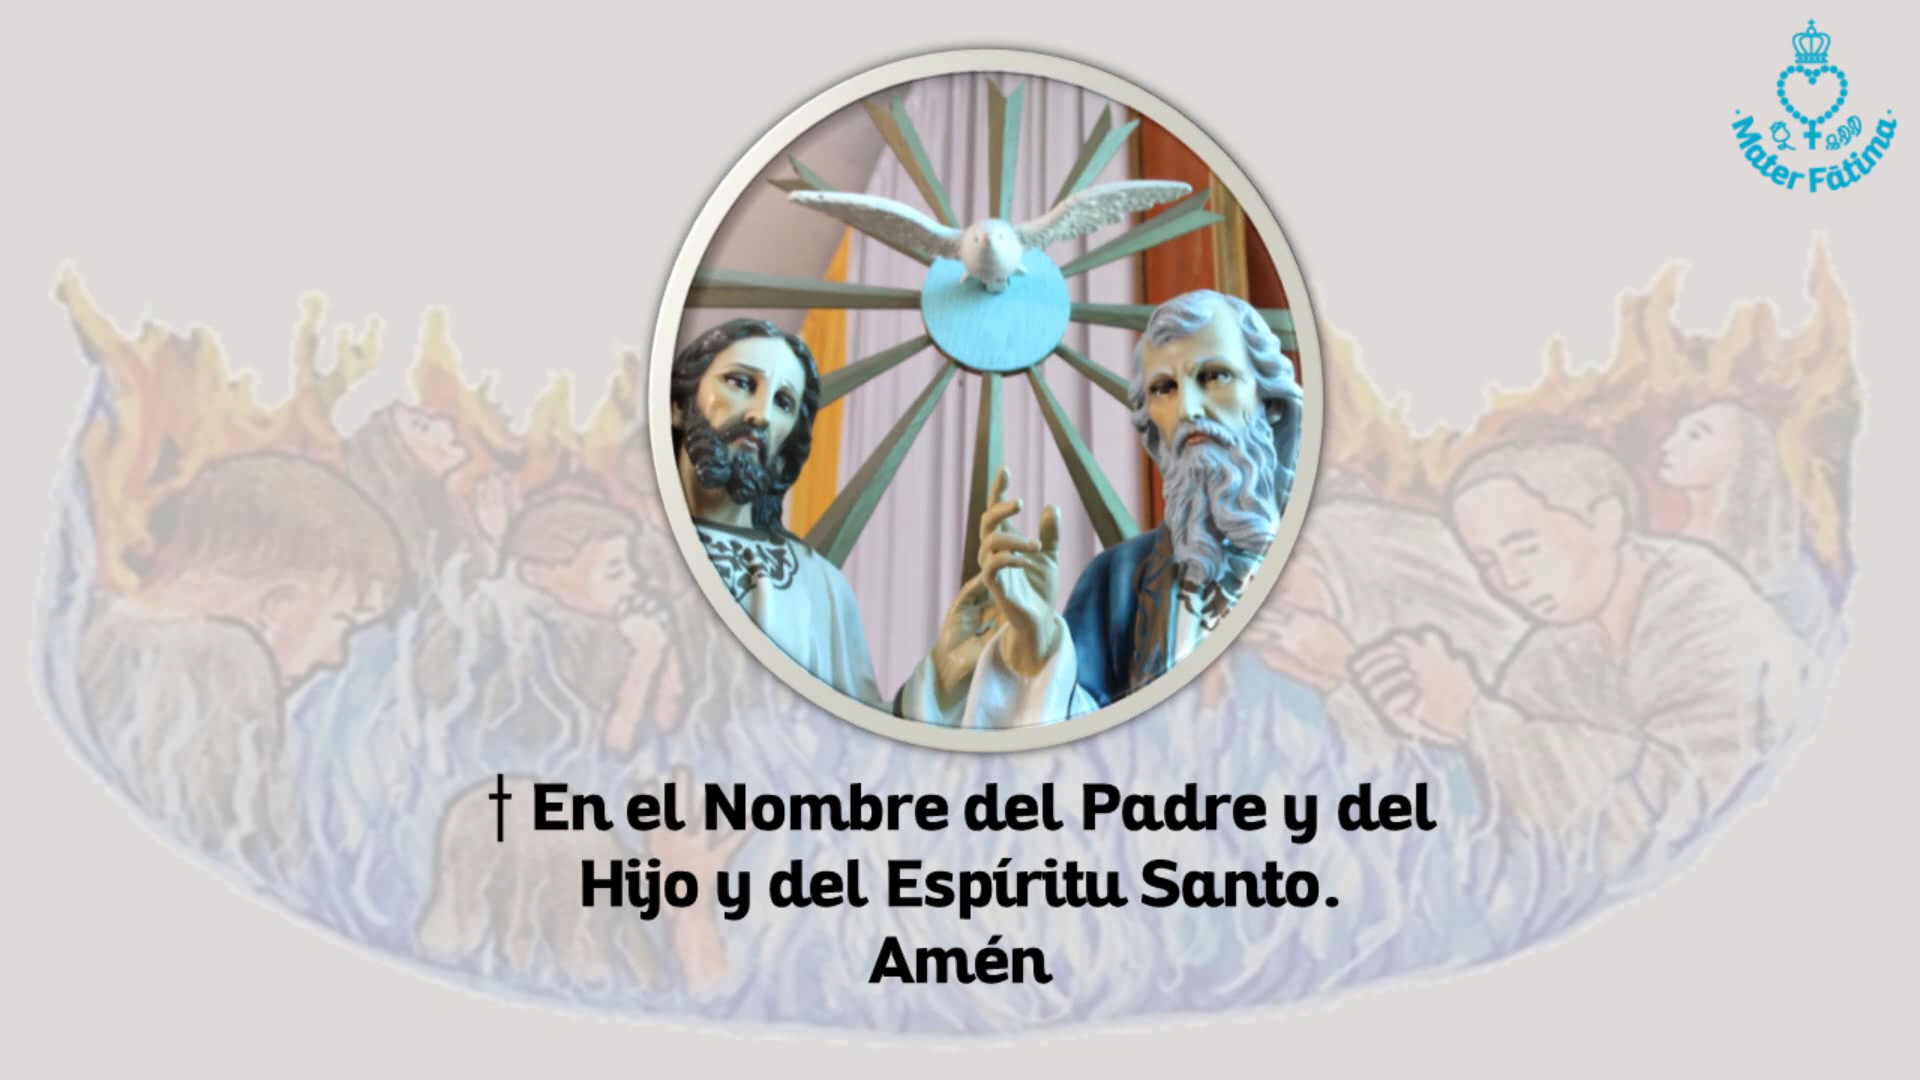 † En el Nombre del Padre y del
Hijo y del Espíritu Santo.
Amén
Mater Fátima